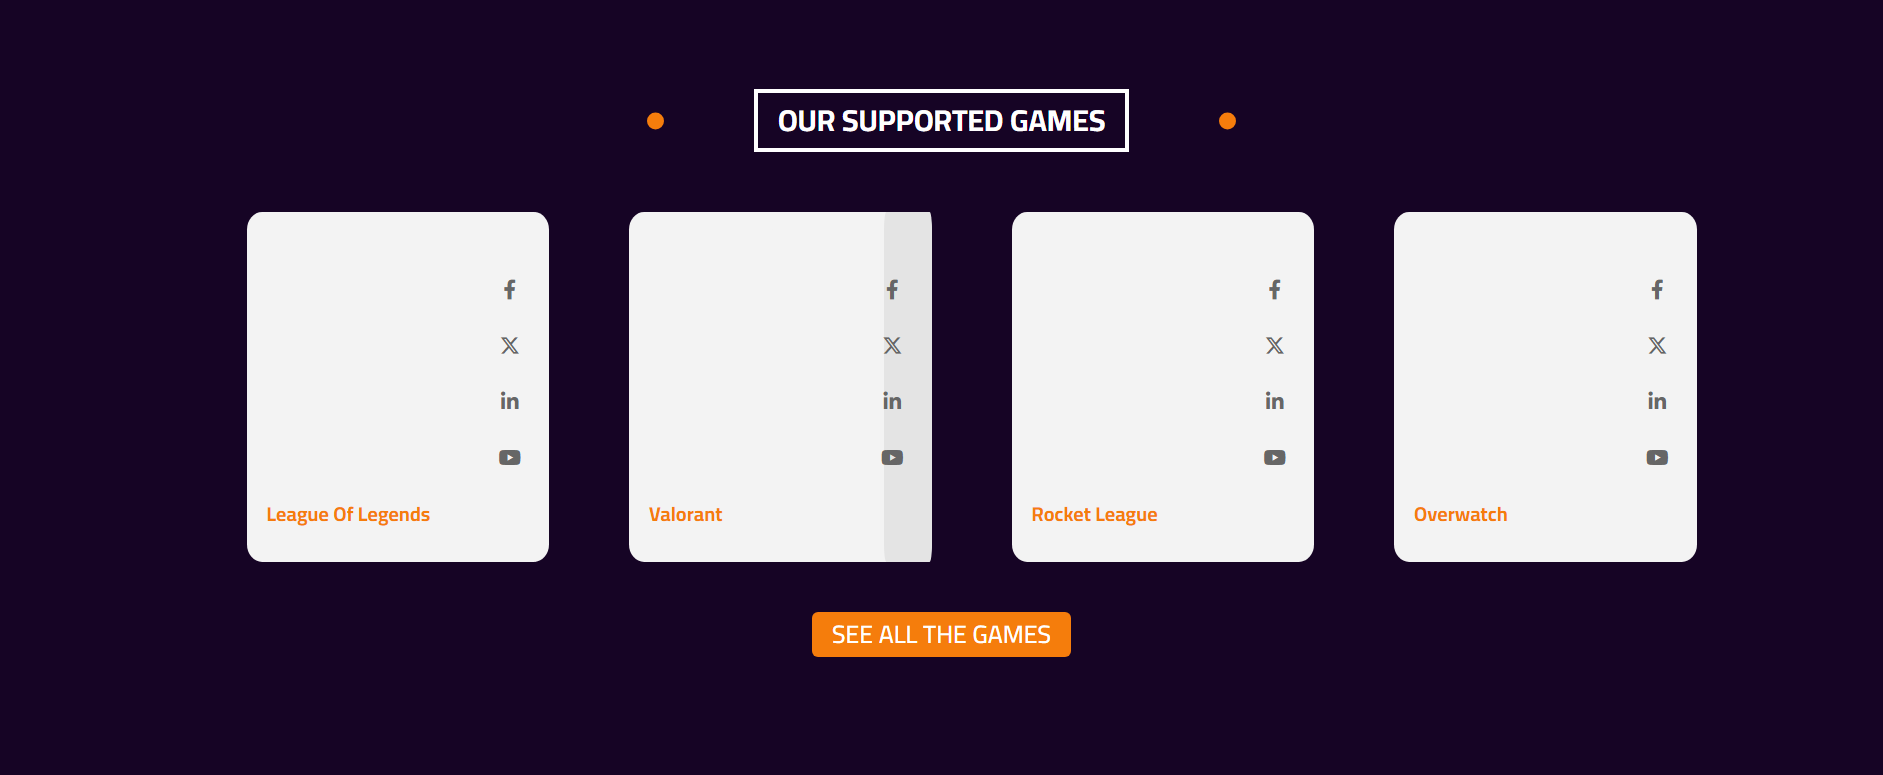 OUR SUPPORTED GAMES
League Of Legends
Valorant
Rocket League
Overwatch
SEE ALL THE GAMES